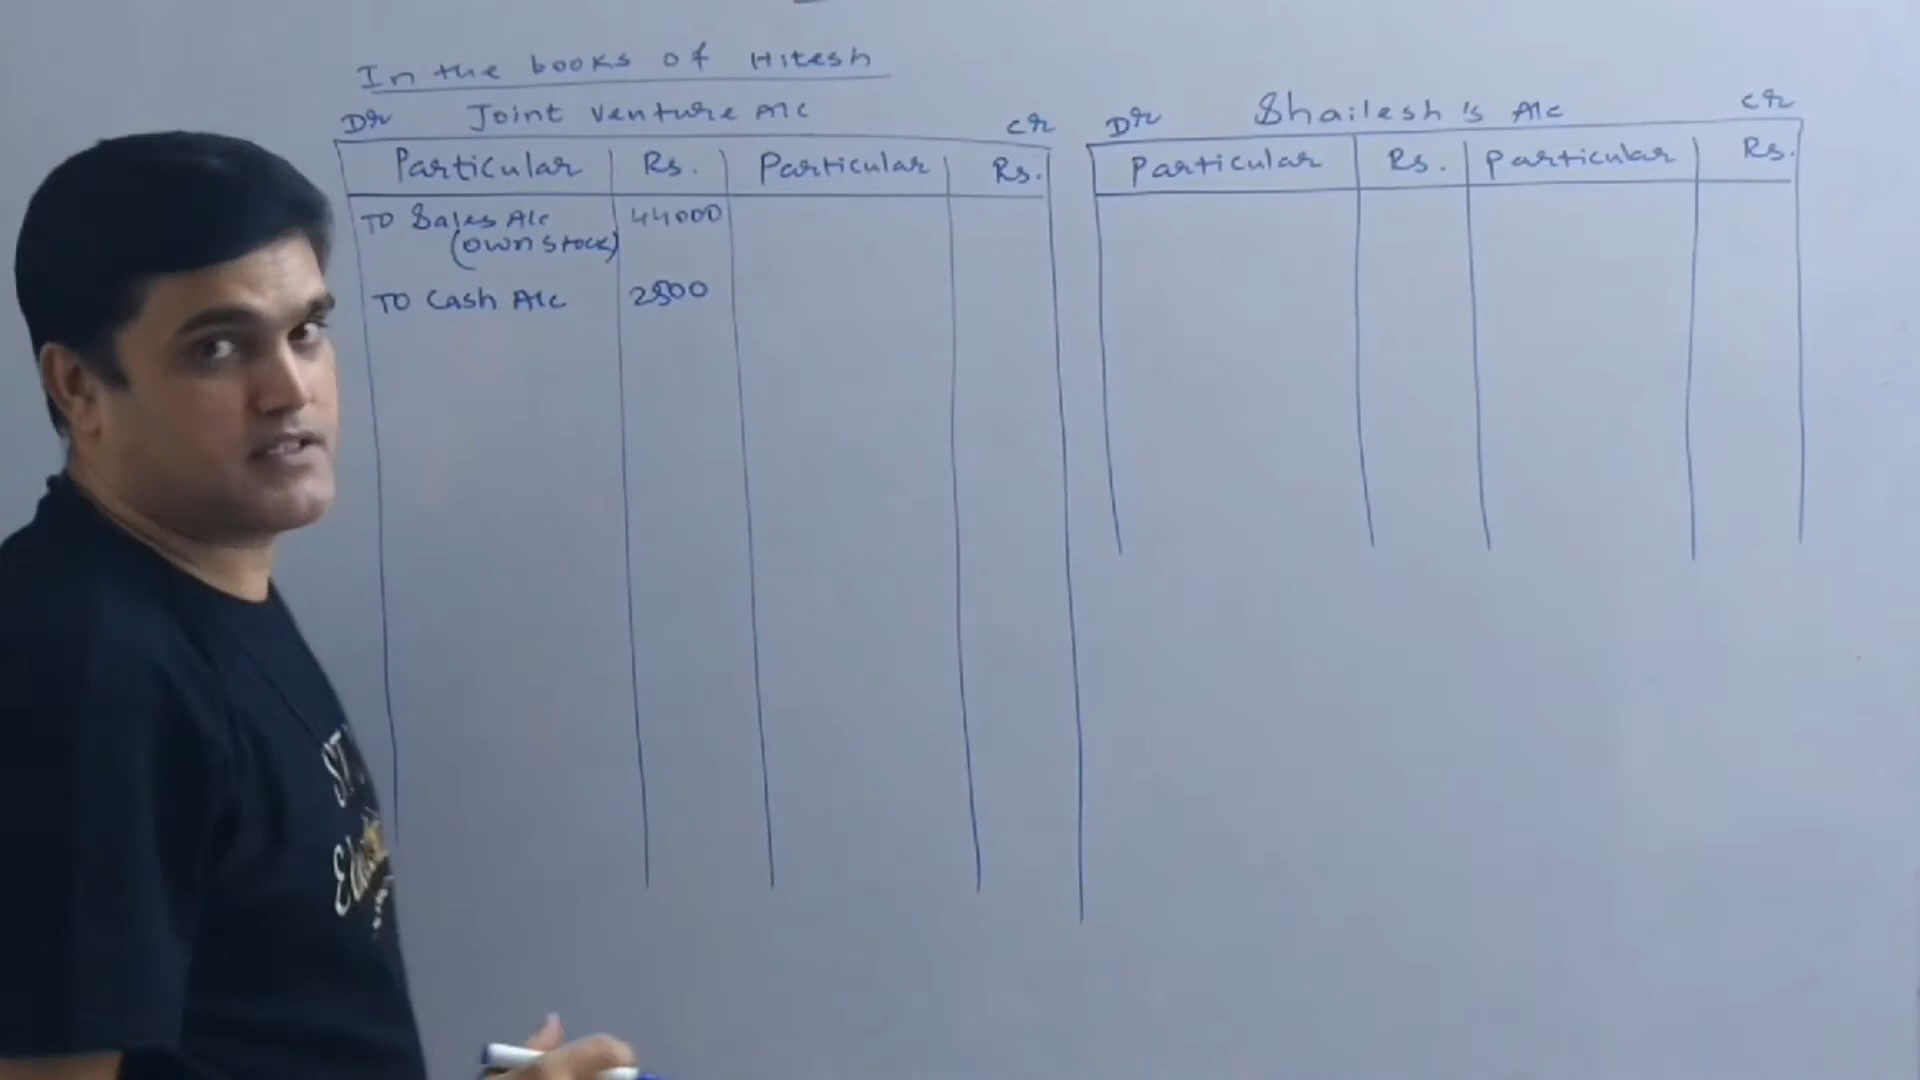 In the books of Hitesh
Dr Joint Venture A/c Cr
Particular Rs. Particular Rs.
To Sales A/c 44000
(own stock)
To Cash A/c 2500
Dr Shailesh's A/c Cr
Particular Rs. Particular Rs.